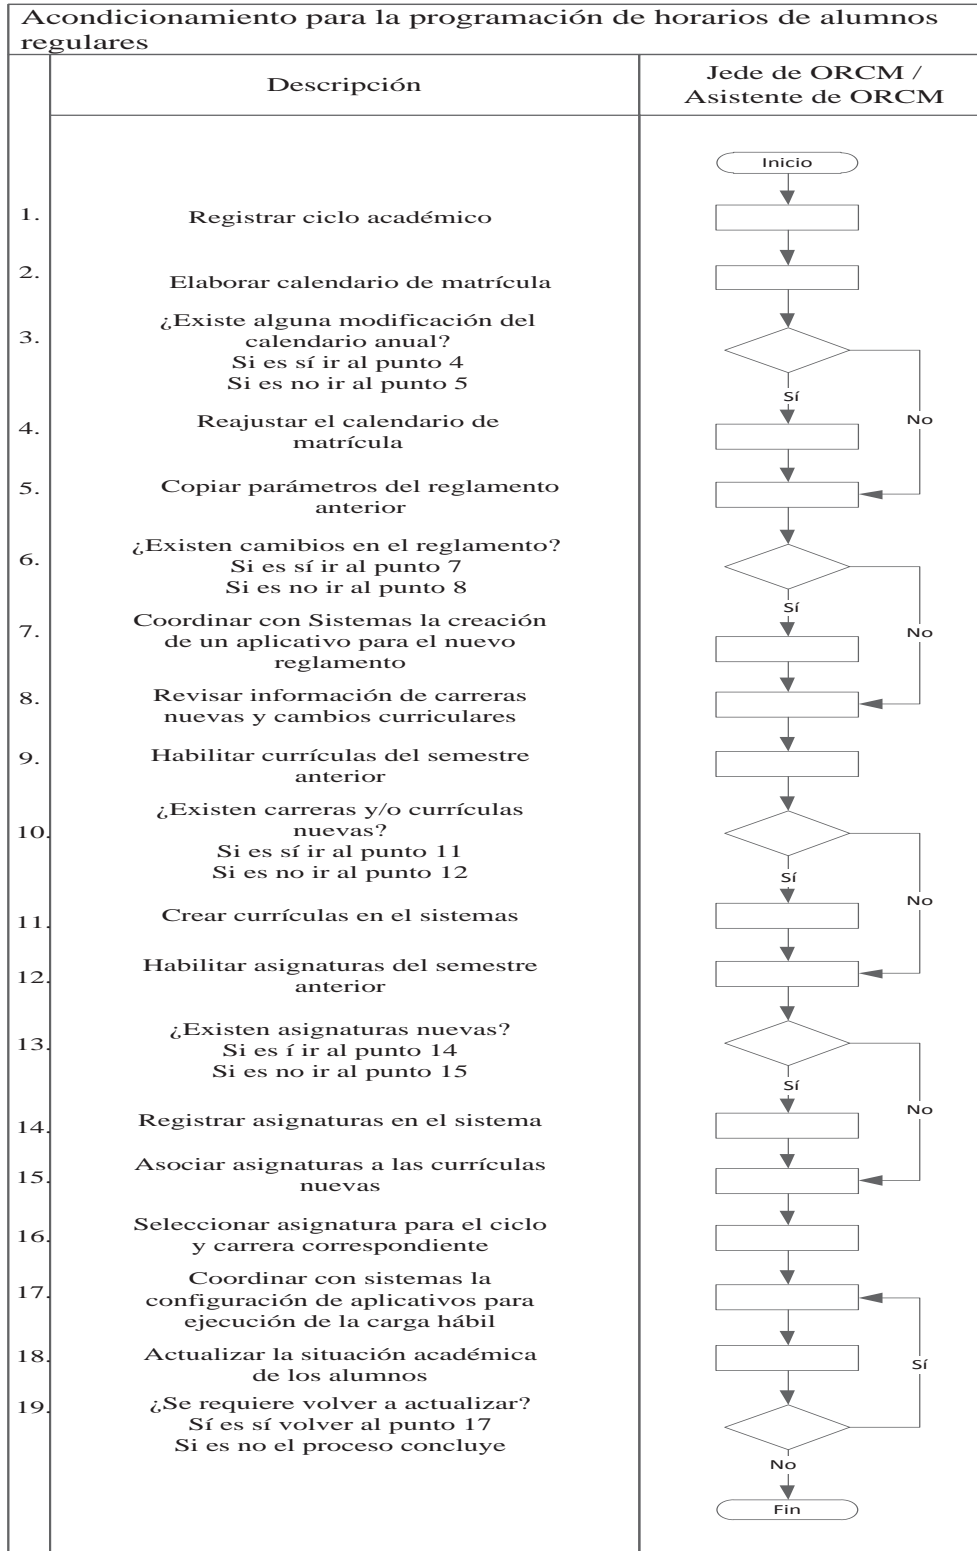 Acondicionamiento para la programación de horarios de alumnos
regulares
Descripción
Jede de ORCM /
Asistente de ORCM
Inicio
1.
Registrar ciclo académico
2.
Elaborar calendario de matrícula
3.
¿Existe alguna modificación del
calendario anual?
Si es sí ir al punto 4
Si es no ir al punto 5
Sí
No
4.
Reajustar el calendario de
matrícula
5.
Copiar parámetros del reglamento
anterior
6.
¿Existen camibios en el reglamento?
Si es sí ir al punto 7
Si es no ir al punto 8
Sí
No
7.
Coordinar con Sistemas la creación
de un aplicativo para el nuevo
reglamento
8.
Revisar información de carreras
nuevas y cambios curriculares
9.
Habilitar currículas del semestre
anterior
10.
¿Existen carreras y/o currículas
nuevas?
Si es sí ir al punto 11
Si es no ir al punto 12
Sí
No
11.
Crear currículas en el sistemas
12.
Habilitar asignaturas del semestre
anterior
13.
¿Existen asignaturas nuevas?
Si es í ir al punto 14
Si es no ir al punto 15
Sí
No
14.
Registrar asignaturas en el sistema
15.
Asociar asignaturas a las currículas
nuevas
16.
Seleccionar asignatura para el ciclo
y carrera correspondiente
17.
Coordinar con sistemas la
configuración de aplicativos para
ejecución de la carga hábil
18.
Actualizar la situación académica
de los alumnos
Sí
19.
¿Se requiere volver a actualizar?
Sí es sí volver al punto 17
Si es no el proceso concluye
No
Fin